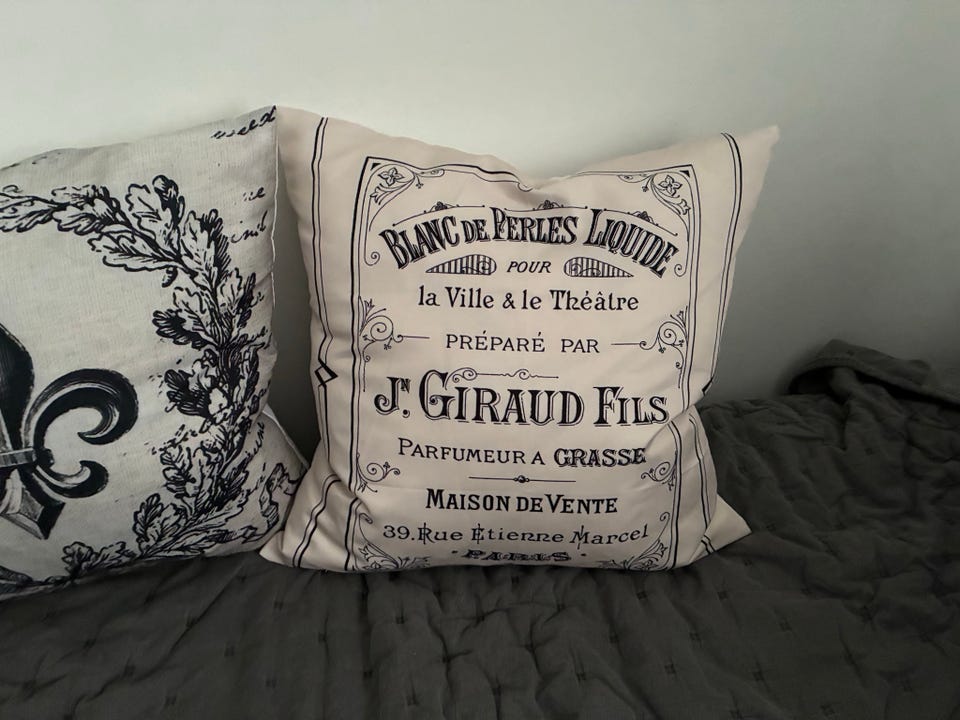 BLANC DE PERLES LIQUIDE
POUR
la Ville & le Théâtre
PRÉPARÉ PAR
JN. GIRAUD FILS
PARFUMEUR A GRASSE
MAISON DE VENTE
39. Rue Etienne Marcel
· PARIS ·